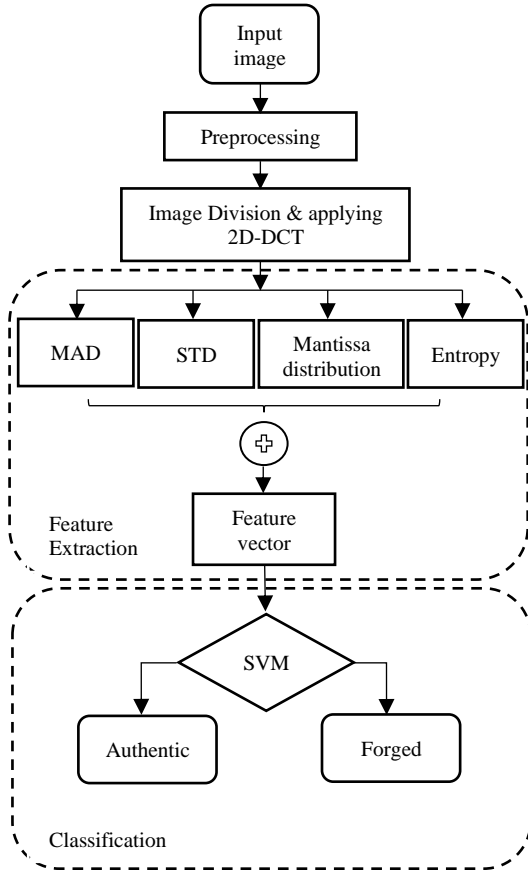 Input
image
Preprocessing
Image Division & applying
2D-DCT
MAD
STD
Mantissa
distribution
Entropy
Feature
vector
Feature
Extraction
SVM
Authentic
Forged
Classification